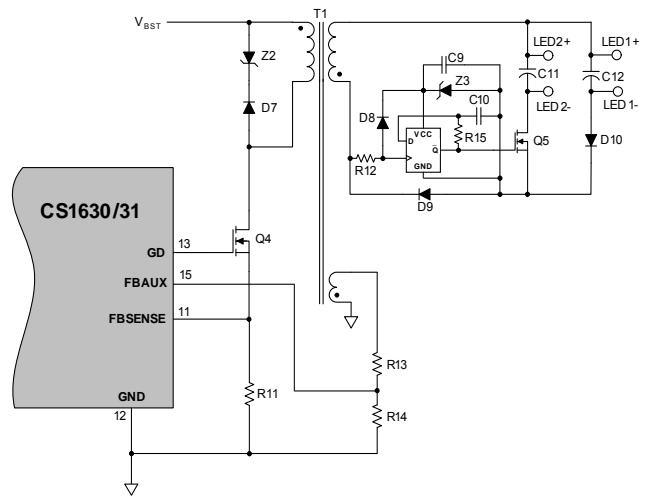 T1
V_BST
Z2
D7
C9
Z3
C10
D8
VCC
D
Q̅
GND
R15
R12
D9
LED2+
C11
LED2-
LED1+
C12
LED1-
Q5
D10
CS1630/31
GD
13
Q4
FBAUX
15
FBSENSE
11
GND
12
R11
R13
R14